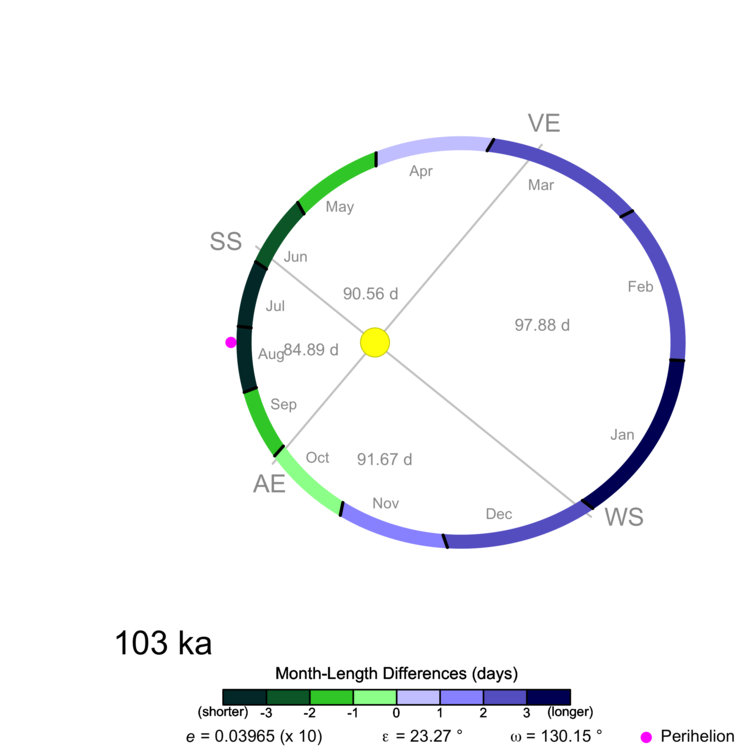 VE
Apr
Mar
May
SS
Jun
Feb
90.56 d
Jul
97.88 d
Aug
84.89 d
Sep
Jan
Oct
91.67 d
AE
Nov
Dec
WS
103 ka
Month-Length Differences (days)
(shorter) -3 -2 -1 0 1 2 3 (longer)
e = 0.03965 (x 10) ε = 23.27 ° ω = 130.15 ° Perihelion